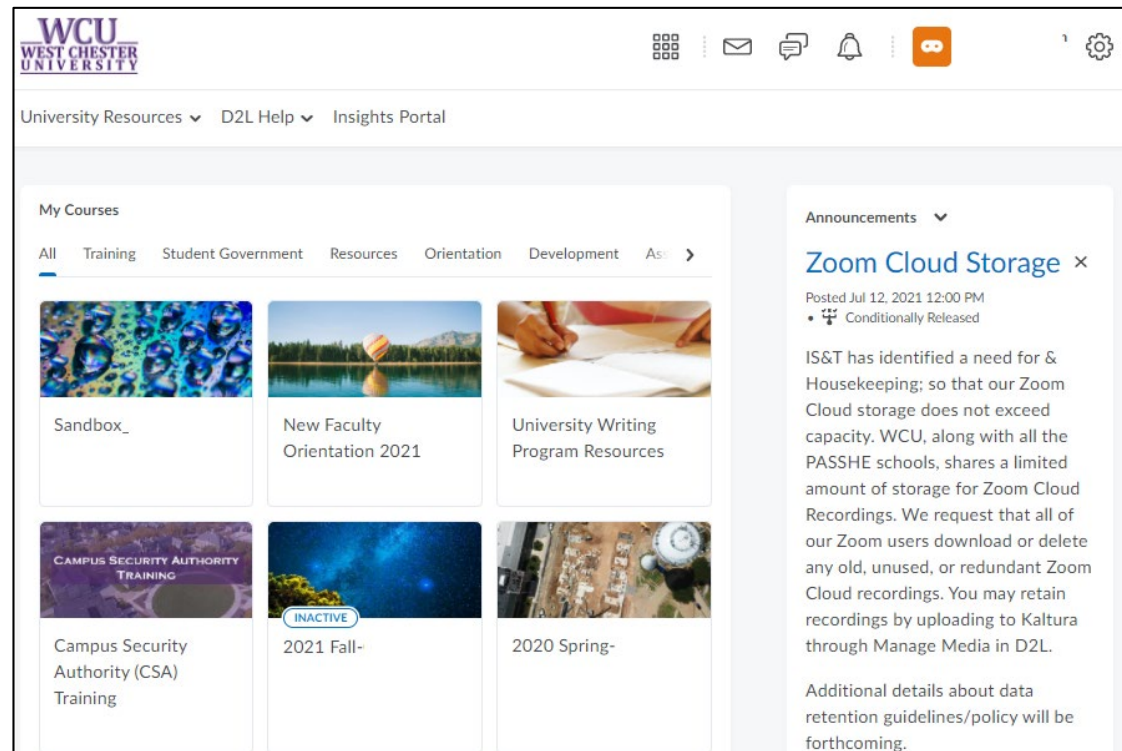 WCU
WEST CHESTER
UNIVERSITY
University Resources
D2L Help
Insights Portal
My Courses
All
Training
Student Government
Resources
Orientation
Development
Sandbox_
New Faculty
Orientation 2021
University Writing
Program Resources
CAMPUS SECURITY AUTHORITY
TRAINING
Campus Security
Authority (CSA)
Training
INACTIVE
2021 Fall-
2020 Spring-
Announcements
Zoom Cloud Storage
Posted Jul 12, 2021 12:00 PM
• Conditionally Released
IS&T has identified a need for &
Housekeeping; so that our Zoom
Cloud storage does not exceed
capacity. WCU, along with all the
PASSHE schools, shares a limited
amount of storage for Zoom Cloud
Recordings. We request that all of
our Zoom users download or delete
any old, unused, or redundant Zoom
Cloud recordings. You may retain
recordings by uploading to Kaltura
through Manage Media in D2L.
Additional details about data
retention guidelines/policy will be
forthcoming.